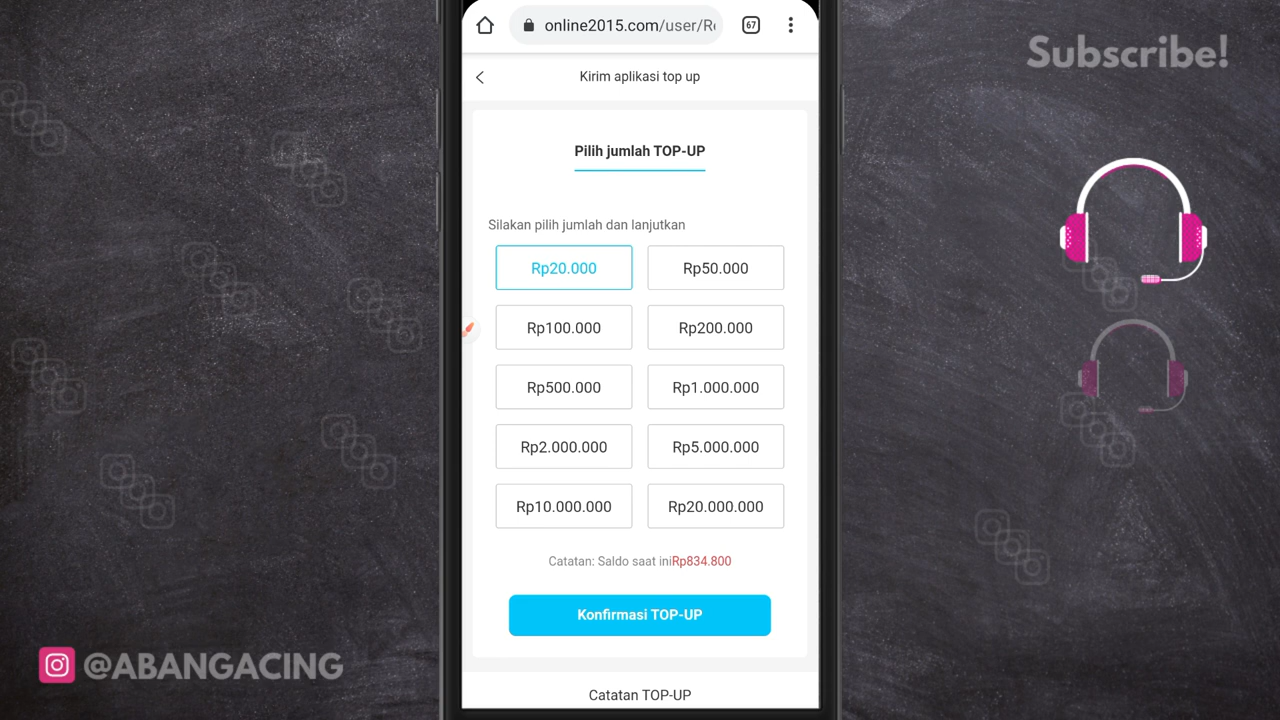 online2015.com/user/Re
67
Subscribe!
Kirim aplikasi top up
Pilih jumlah TOP-UP
Silakan pilih jumlah dan lanjutkan
Rp20.000 Rp50.000
Rp100.000 Rp200.000
Rp500.000 Rp1.000.000
Rp2.000.000 Rp5.000.000
Rp10.000.000 Rp20.000.000
Catatan: Saldo saat iniRp834.800
Konfirmasi TOP-UP
@ABANGACING
Catatan TOP-UP